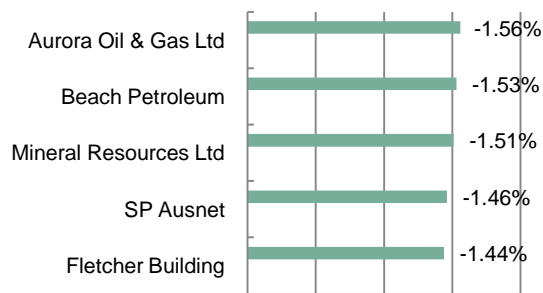 Aurora Oil & Gas Ltd -1.56%
Beach Petroleum -1.53%
Mineral Resources Ltd -1.51%
SP Ausnet -1.46%
Fletcher Building -1.44%